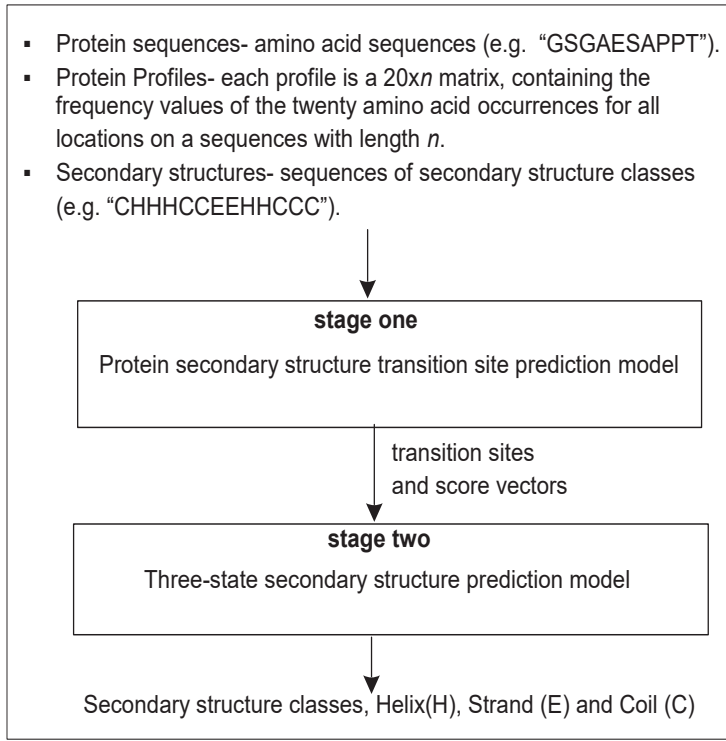 ▪ Protein sequences- amino acid sequences (e.g. “GSGAESAPPT”).
▪ Protein Profiles- each profile is a 20xn matrix, containing the
frequency values of the twenty amino acid occurrences for all
locations on a sequences with length n.
▪ Secondary structures- sequences of secondary structure classes
(e.g. “CHHHCCEEHHCCC”).
stage one
Protein secondary structure transition site prediction model
transition sites
and score vectors
stage two
Three-state secondary structure prediction model
Secondary structure classes, Helix(H), Strand (E) and Coil (C)